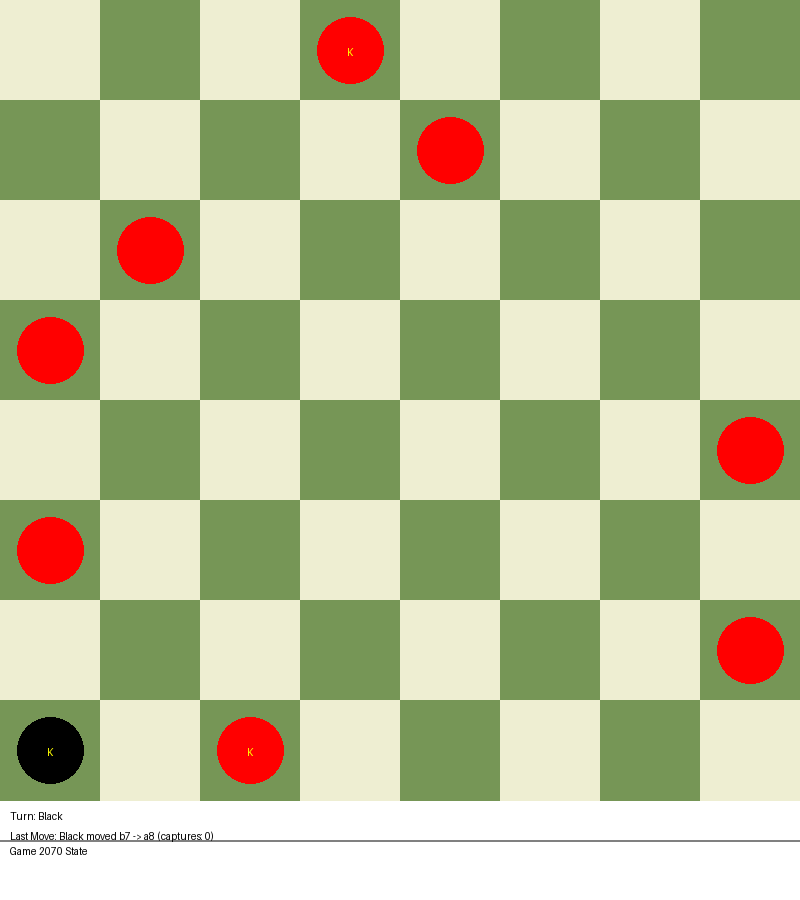 K
K
K
Turn: Black
Last Move: Black moved b7 -> a8 (captures: 0)
Game 2070 State